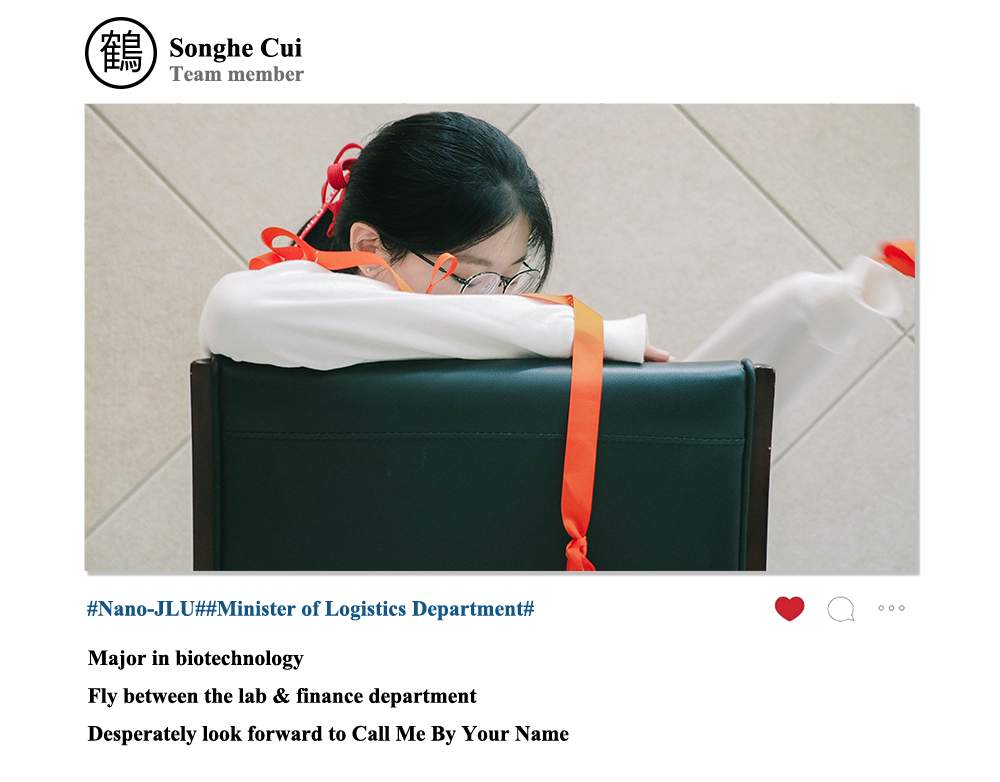 鶴
Songhe Cui
Team member
#Nano-JLU##Minister of Logistics Department#
Major in biotechnology
Fly between the lab & finance department
Desperately look forward to Call Me By Your Name